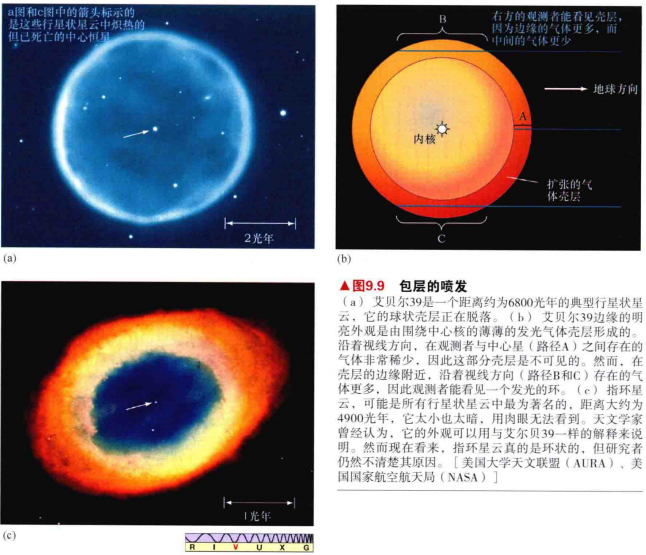 a图和c图中的箭头标示的
是这些行星状星云中炽热的
但已死亡的中心恒星
2光年
(a)
B
右方的观测者能看见壳层，
因为边缘的气体更多，而
中间的气体更少
地球方向
A
内核
扩张的气
体壳层
C
(b)
1光年
(c)
R I V U X G
▲图9.9 包层的喷发
（a）艾贝尔39是一个距离约为6800光年的典型行星状星
云，它的球状壳层正在脱落。（b）艾贝尔39边缘的明
亮外观是由围绕中心核的薄薄的发光气体壳层形成的。
沿着视线方向，在观测者与中心星（路径A）之间存在的
气体非常稀少，因此这部分壳层是不可见的。然而，在
壳层的边缘附近，沿着视线方向（路径B和C）存在的气
体更多，因此观测者能看见一个发光的环。（c）指环星
云，可能是所有行星状星云中最为著名的，距离大约为
4900光年，它太小也太暗，用肉眼无法看到。天文学家
曾经认为，它的外观可以用与艾尔贝39一样的解释来说
明。然而现在看来，指环星云真的是环状的，但研究者
仍然不清楚其原因。［美国大学天文联盟（AURA）、美
国国家航空航天局（NASA）］